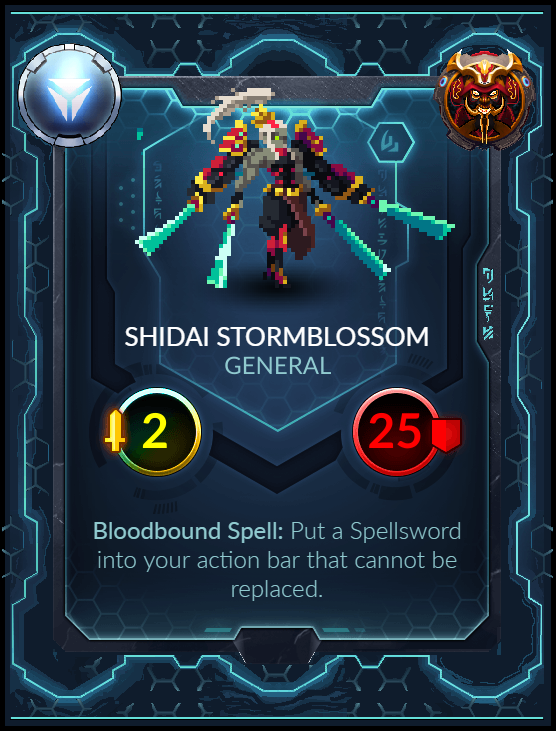 SHIDAI STORMBLOSSOM
GENERAL
2
25
Bloodbound Spell: Put a Spellsword
into your action bar that cannot be
replaced.